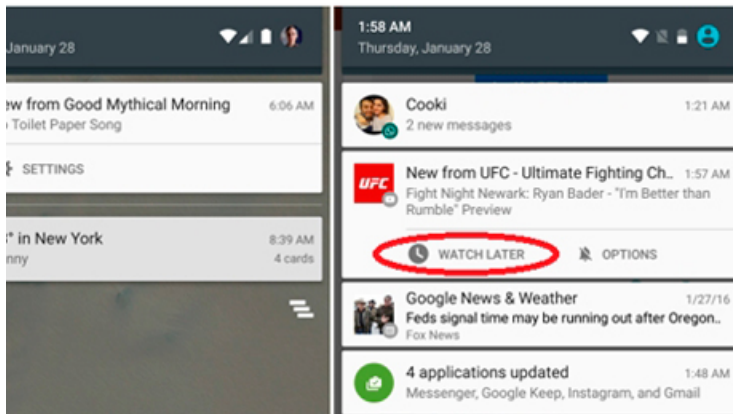 January 28
ew from Good Mythical Morning 6:06 AM
Toilet Paper Song
SETTINGS
° in New York 8:39 AM
nny 4 cards
1:58 AM
Thursday, January 28
Cooki 1:21 AM
2 new messages
UFC
New from UFC - Ultimate Fighting Ch.. 1:57 AM
Fight Night Newark: Ryan Bader - "I'm Better than
Rumble" Preview
WATCH LATER OPTIONS
Google News & Weather 1/27/16
Feds signal time may be running out after Oregon..
Fox News
4 applications updated 1:48 AM
Messenger, Google Keep, Instagram, and Gmail